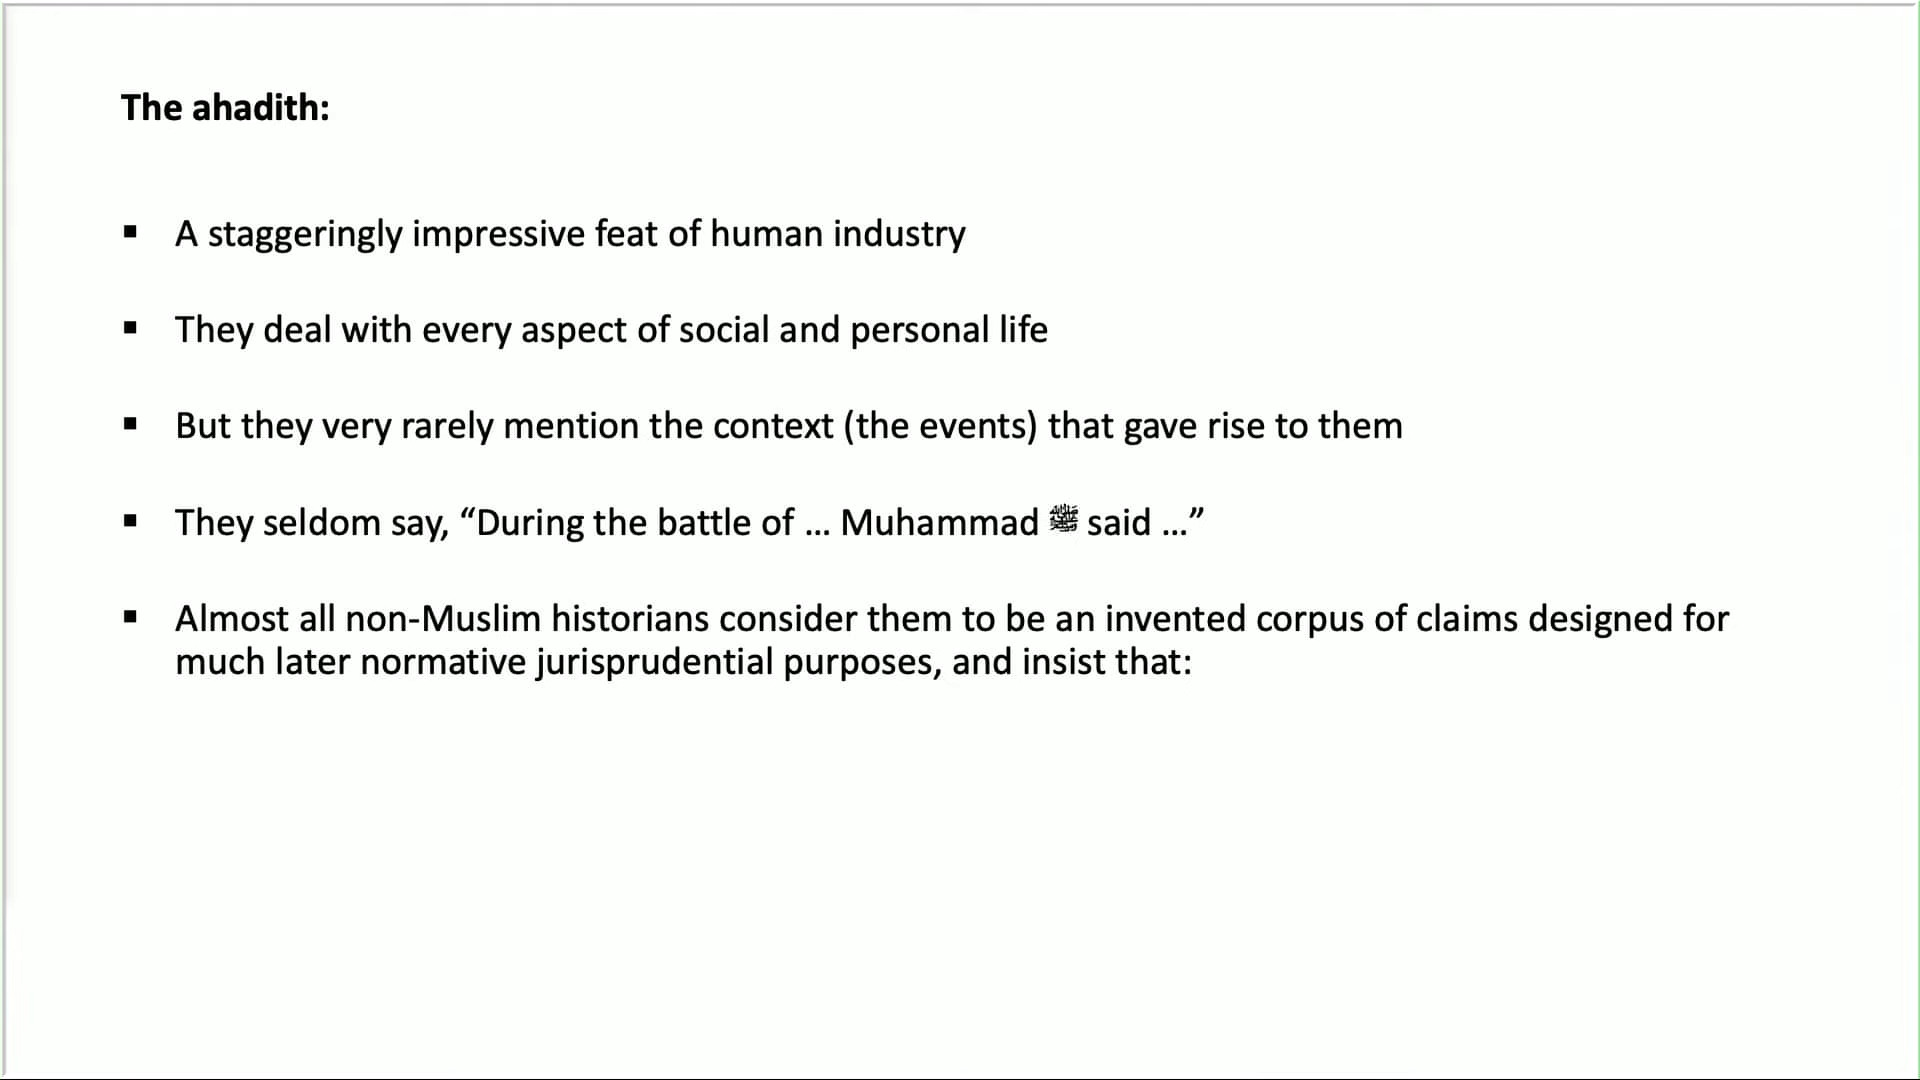 The ahadith:
▪ A staggeringly impressive feat of human industry
▪ They deal with every aspect of social and personal life
▪ But they very rarely mention the context (the events) that gave rise to them
▪ They seldom say, “During the battle of … Muhammad ﷺ said …”
▪ Almost all non-Muslim historians consider them to be an invented corpus of claims designed for
much later normative jurisprudential purposes, and insist that: